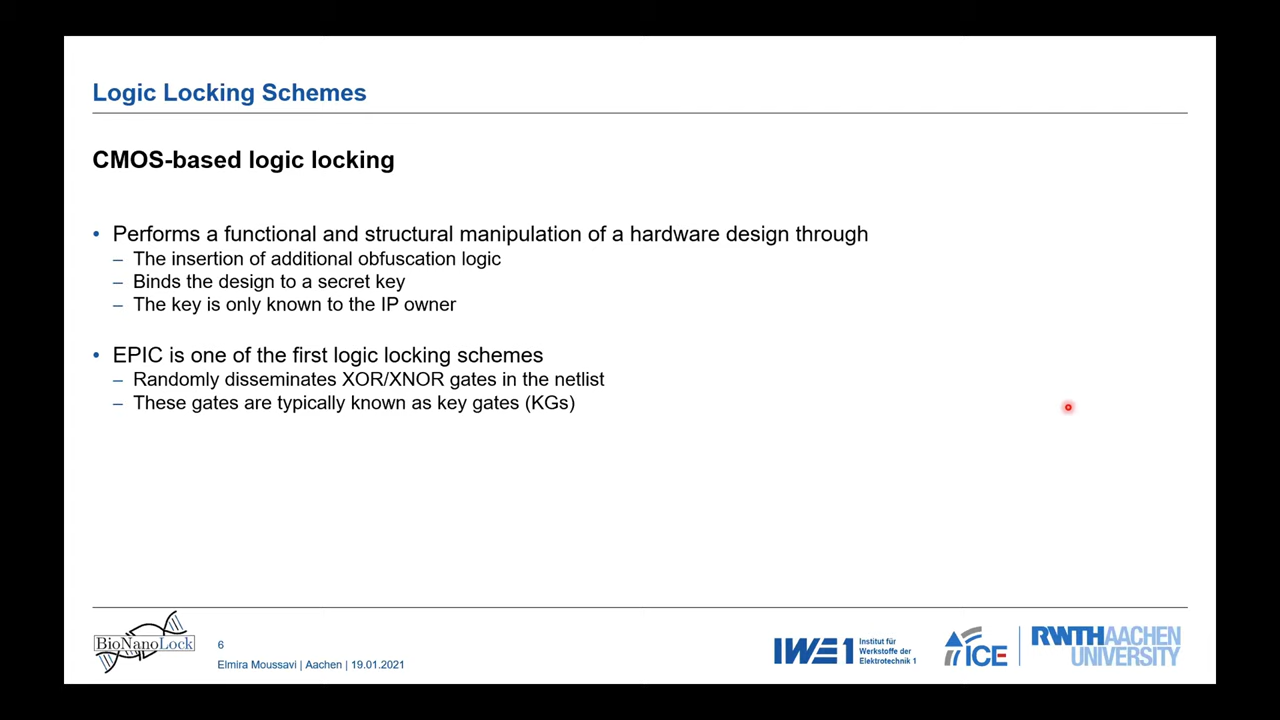 Logic Locking Schemes
CMOS-based logic locking
• Performs a functional and structural manipulation of a hardware design through
– The insertion of additional obfuscation logic
– Binds the design to a secret key
– The key is only known to the IP owner
• EPIC is one of the first logic locking schemes
– Randomly disseminates XOR/XNOR gates in the netlist
– These gates are typically known as key gates (KGs)
BioNanoLock
6
Elmira Moussavi | Aachen | 19.01.2021
IWE1
Institut für
Werkstoffe der
Elektrotechnik 1
ICE
RWTHAACHEN
UNIVERSITY